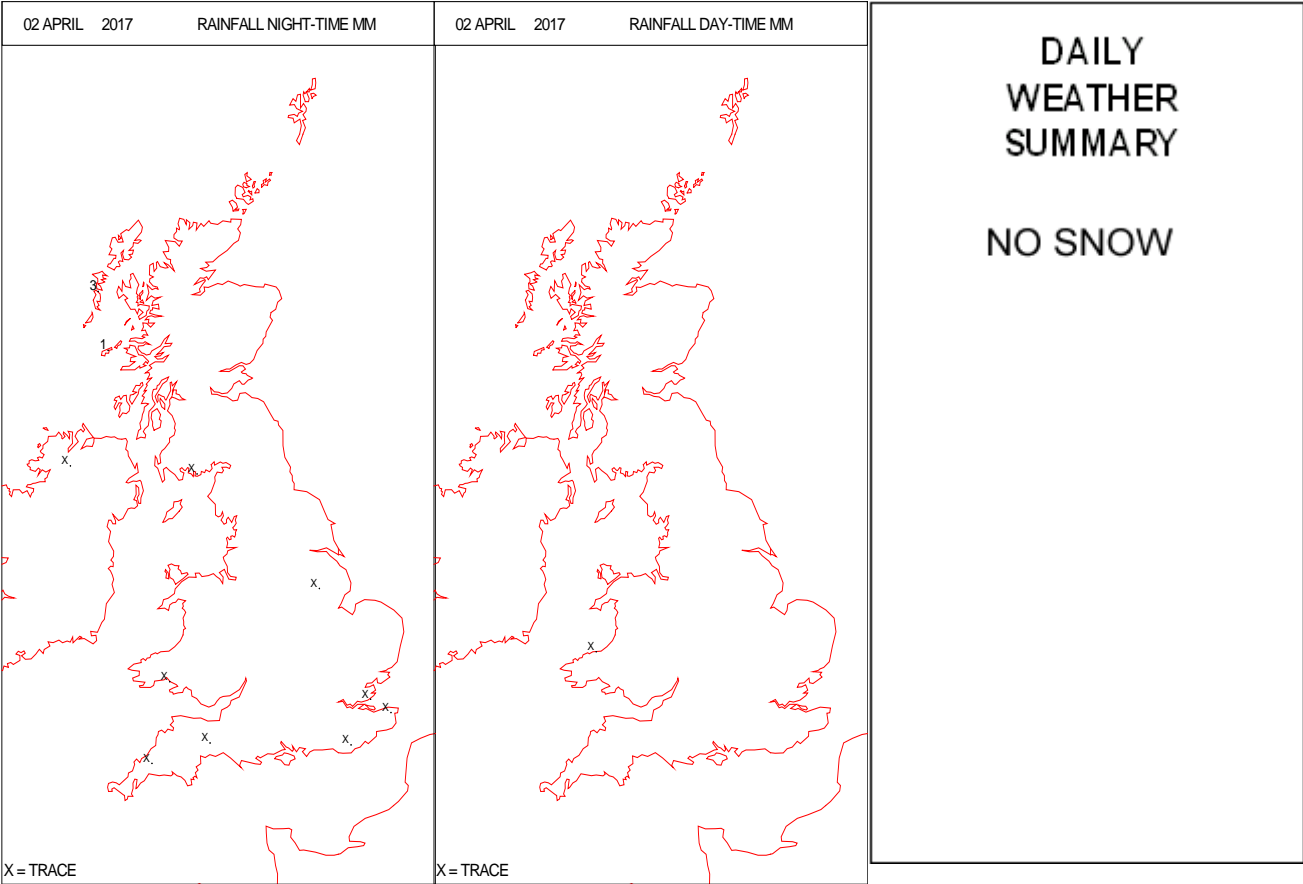 02 APRIL 2017 RAINFALL NIGHT-TIME MM
3
1
X
X
X
X
X
X
X
X
X
X = TRACE
02 APRIL 2017 RAINFALL DAY-TIME MM
X
X = TRACE
DAILY
WEATHER
SUMMARY
NO SNOW